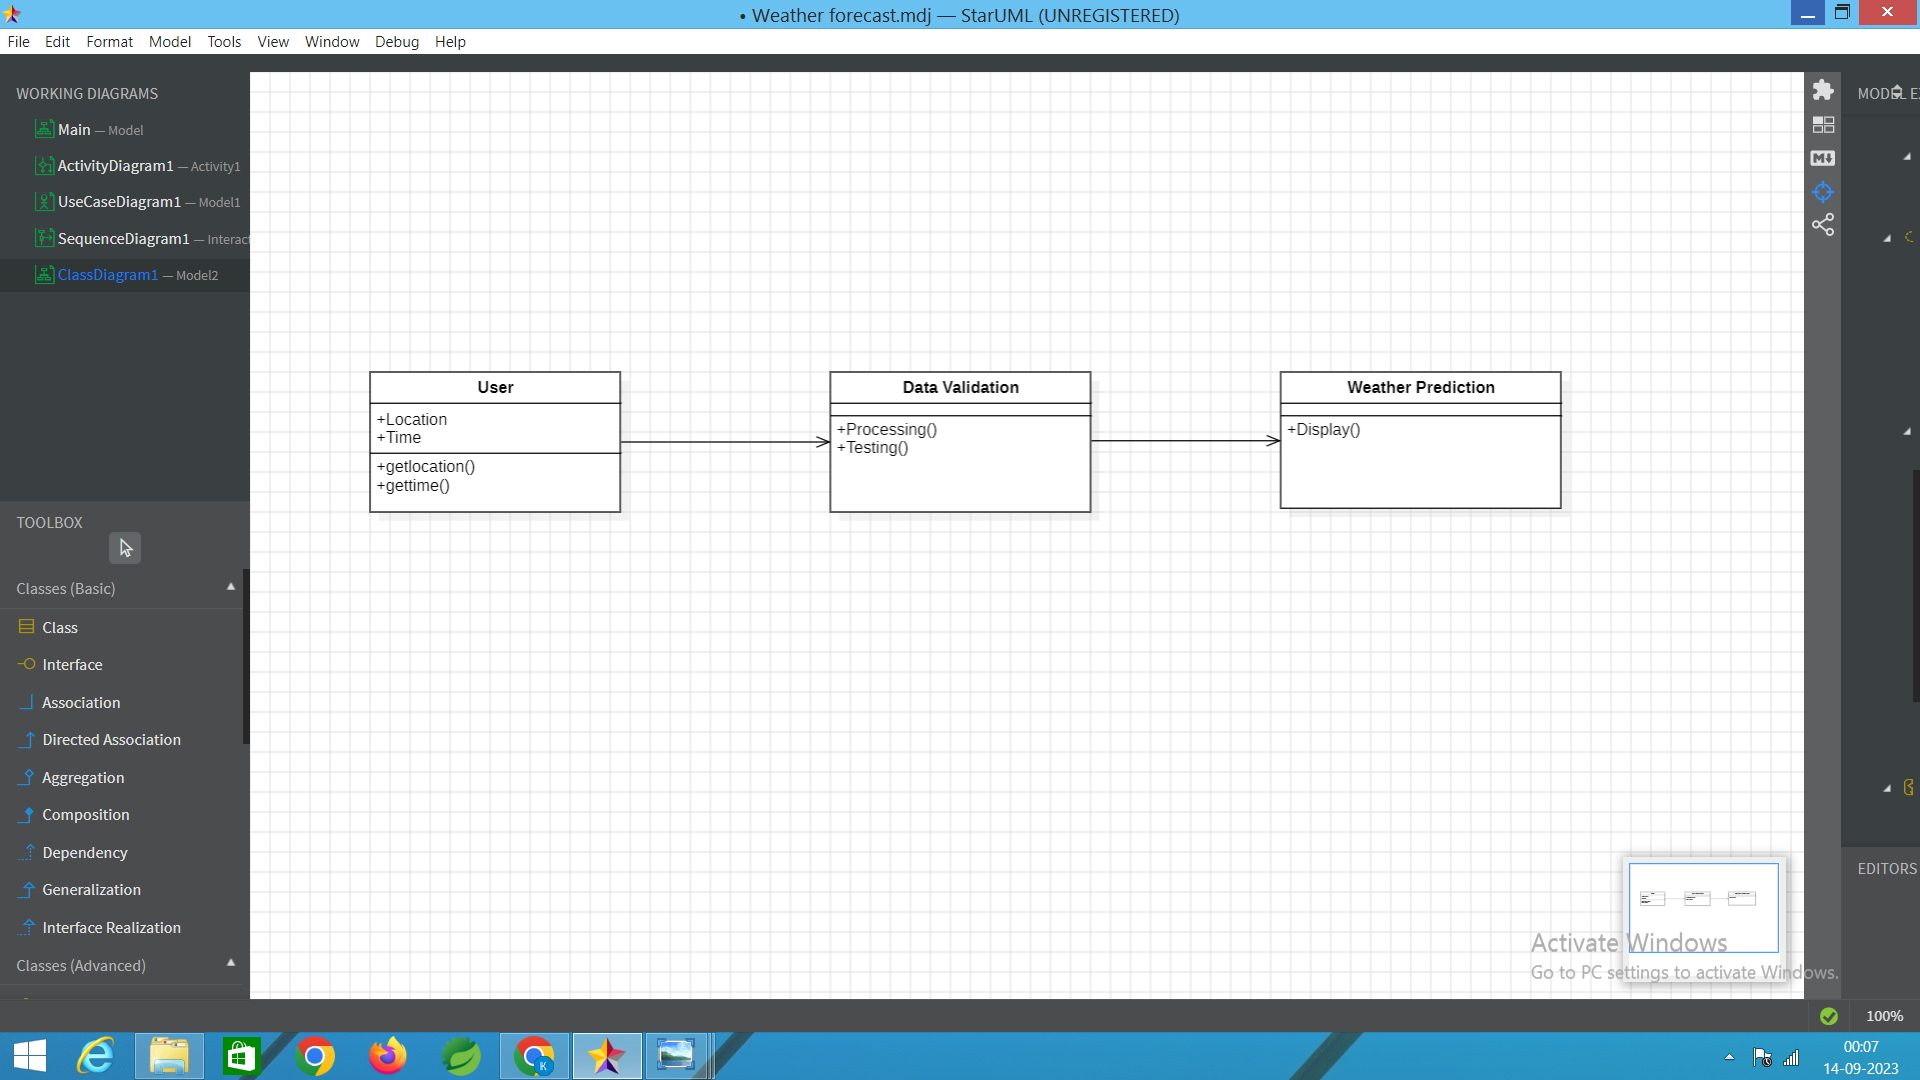 • Weather forecast.mdj — StarUML (UNREGISTERED)
File Edit Format Model Tools View Window Debug Help
WORKING DIAGRAMS
Main — Model
ActivityDiagram1 — Activity1
UseCaseDiagram1 — Model1
SequenceDiagram1 — Interac
ClassDiagram1 — Model2
TOOLBOX
Classes (Basic)
Class
Interface
Association
Directed Association
Aggregation
Composition
Dependency
Generalization
Interface Realization
Classes (Advanced)
User
+Location
+Time
+getlocation()
+gettime()
Data Validation
+Processing()
+Testing()
Weather Prediction
+Display()
M
MODEL E
EDITORS
Activate Windows
Go to PC settings to activate Windows.
100%
K
00:07
14-09-2023